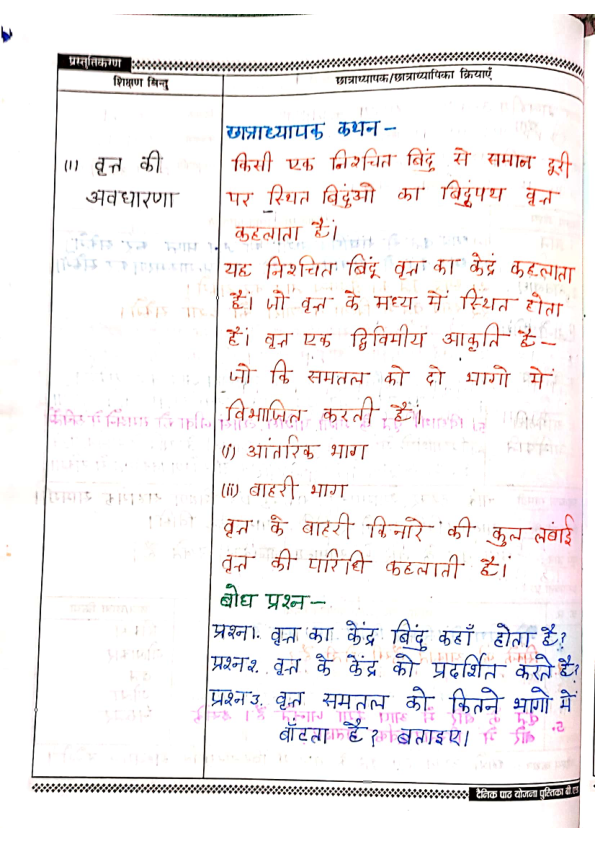 प्रस्तुतिकरण
शिक्षण बिन्दु
छात्राध्यापक/छात्राध्यापिका क्रियाएँ
छात्राध्यापक कथन -
(i) वृत्त की
अवधारणा
किसी एक निश्चित बिंदु से समान दूरी
पर स्थित बिंदुओ का बिंदुपथ वृत्त
कहलाता है।
यह निश्चित बिंदू वृत्त का केंद्र कहलाता
है। जो वृत्त के मध्य में स्थित होता
है। वृत्त एक द्विविमीय आकृति है -
जो कि समतल को दो भागो में
विभाजित करती है।
(i) आंतरिक भाग
(ii) बाहरी भाग
वृत्त के बाहरी किनारे की कुल लंबाई
वृत्त की परिधि कहलाती है।
बोध प्रश्न -
प्रश्न1. वृत्त का केंद्र बिंदु कहाँ होता है?
प्रश्न2. वृत्त के केंद्र को प्रदर्शित करते है?
प्रश्न3. वृत्त समतल को कितने भागो में
बाँटता है? बताइए।
दैनिक पाठ योजना पुस्तिका बी.एड